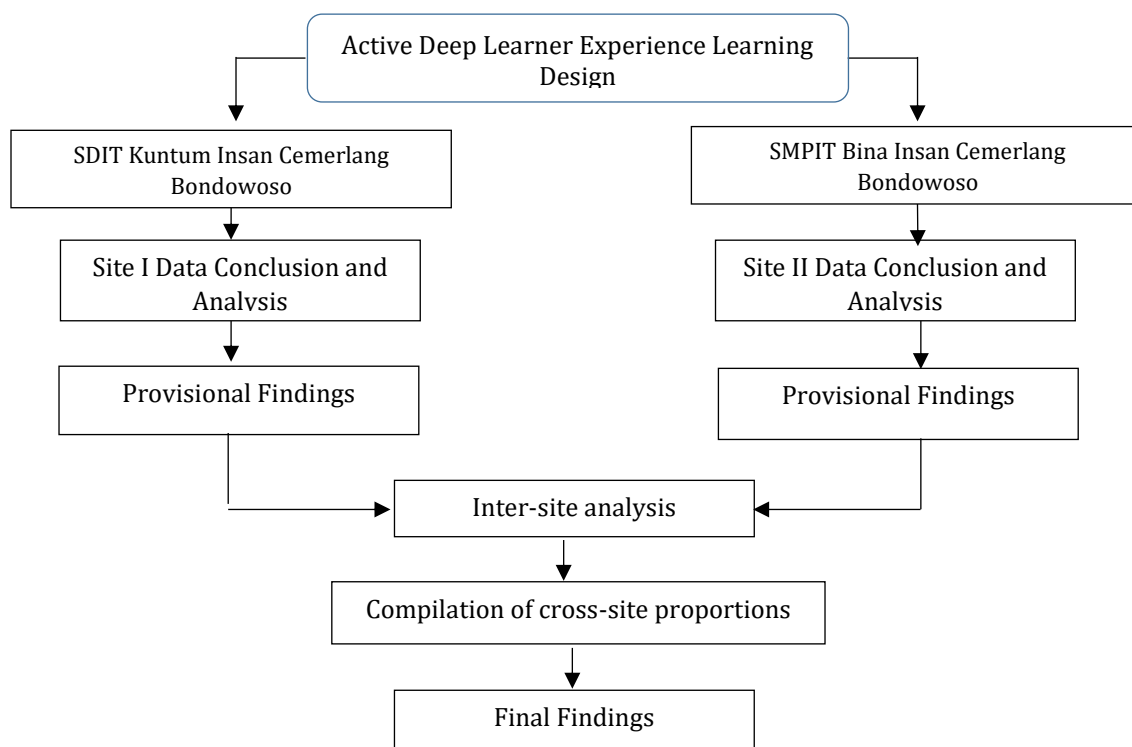 Active Deep Learner Experience Learning
Design
SDIT Kuntum Insan Cemerlang
Bondowoso
SMPIT Bina Insan Cemerlang
Bondowoso
Site I Data Conclusion and
Analysis
Site II Data Conclusion and
Analysis
Provisional Findings
Provisional Findings
Inter-site analysis
Compilation of cross-site proportions
Final Findings